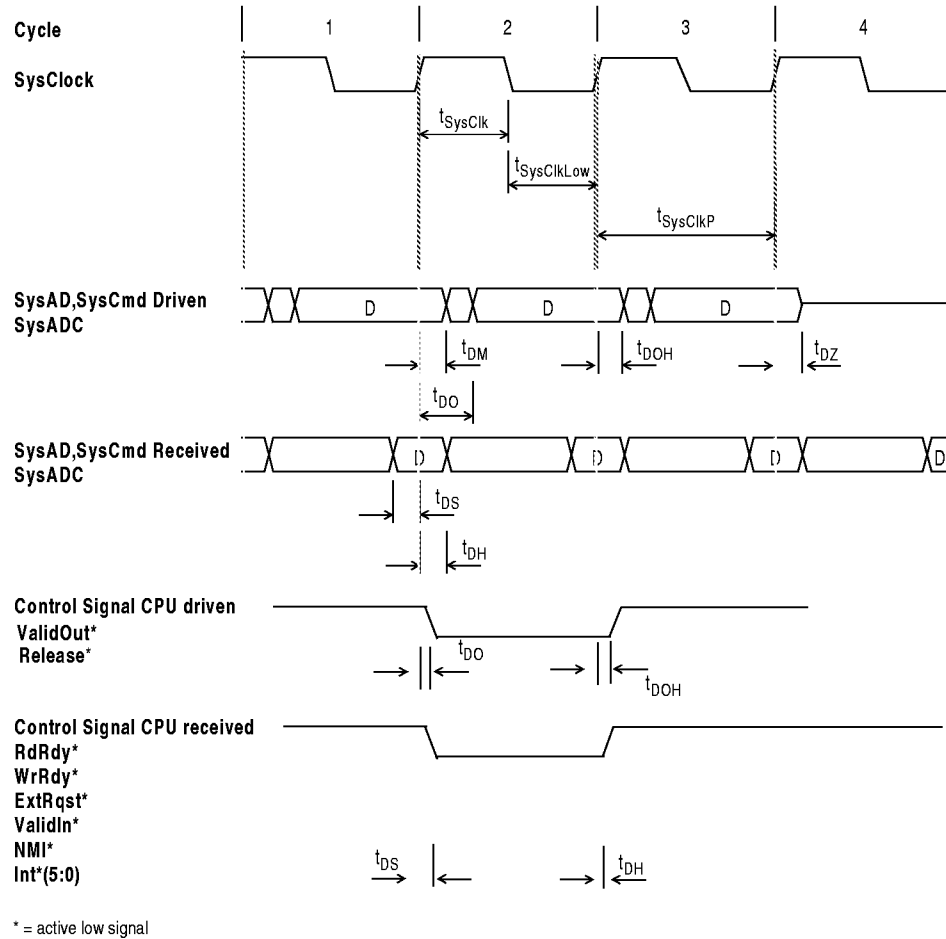 Cycle 1 2 3 4
SysClock
tSysClk
tSysClkLow
tSysClkP
SysAD,SysCmd Driven
SysADC
D D D
tDM tDOH tDZ
tDO
SysAD,SysCmd Received
SysADC
D D D D
tDS
tDH
Control Signal CPU driven
ValidOut*
Release*
tDO
tDOH
Control Signal CPU received
RdRdy*
WrRdy*
ExtRqst*
ValidIn*
NMI*
Int*(5:0)
tDS tDH
* = active low signal